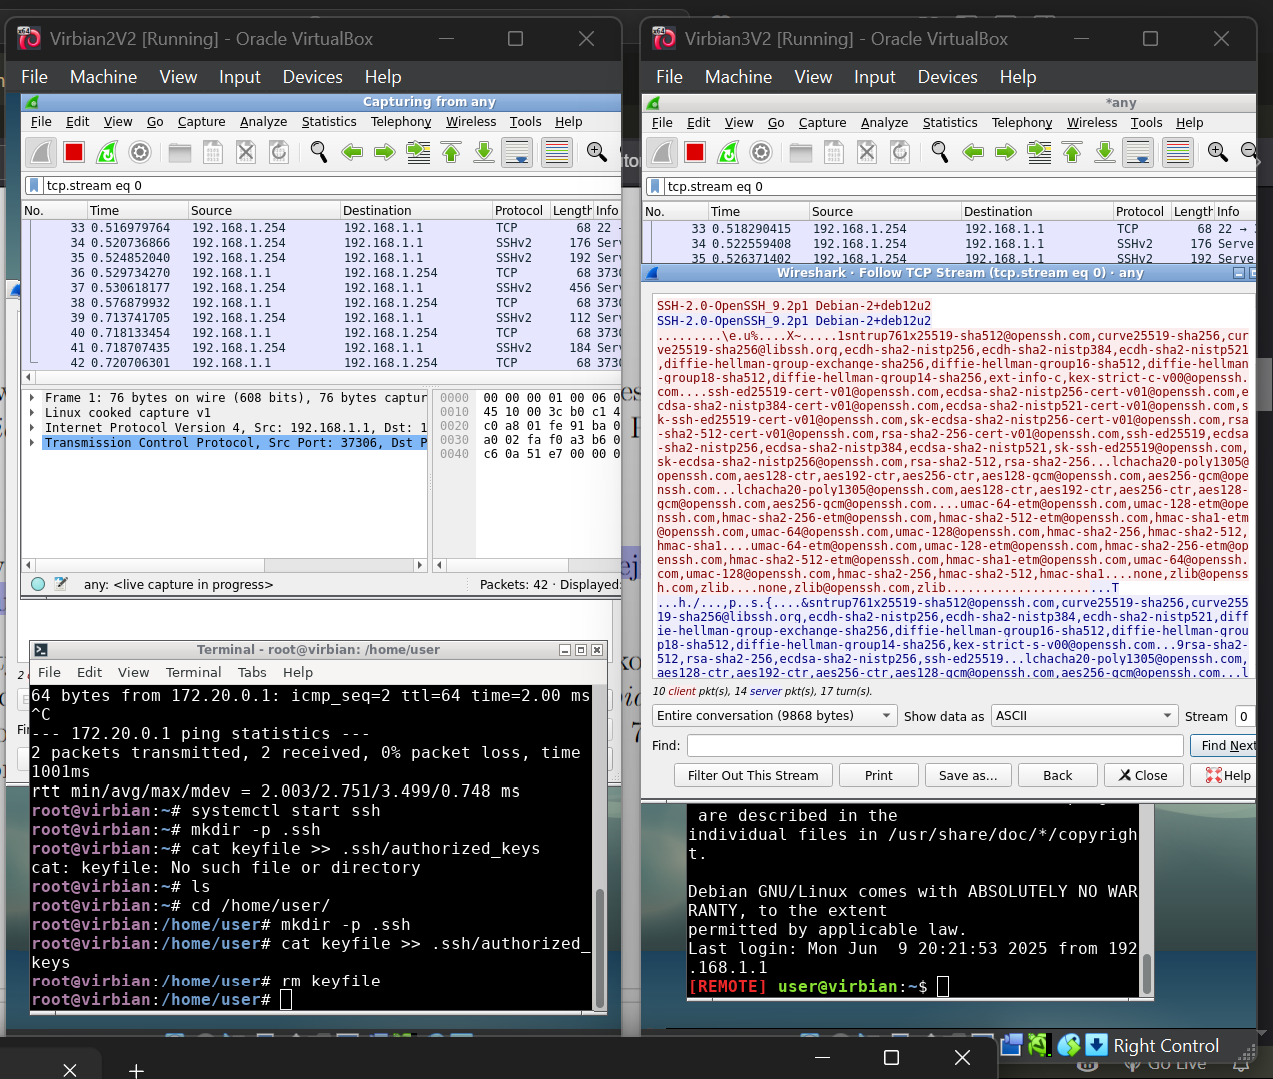 Virbian2V2 [Running] - Oracle VirtualBox
File Machine View Input Devices Help
Capturing from any
File Edit View Go Capture Analyze Statistics Telephony Wireless Tools Help
tcp.stream eq 0
No. Time Source Destination Protocol Length Info
33 0.516979764 192.168.1.254 192.168.1.1 TCP 68 22 →
34 0.520736866 192.168.1.254 192.168.1.1 SSHv2 176 Serv
35 0.524852040 192.168.1.254 192.168.1.1 SSHv2 192 Serv
36 0.529734270 192.168.1.1 192.168.1.254 TCP 68 3730
37 0.530618177 192.168.1.254 192.168.1.1 SSHv2 456 Serv
38 0.576879932 192.168.1.1 192.168.1.254 TCP 68 3730
39 0.713741705 192.168.1.254 192.168.1.1 SSHv2 112 Serv
40 0.718133454 192.168.1.1 192.168.1.254 TCP 68 3730
41 0.718707435 192.168.1.254 192.168.1.1 SSHv2 184 Serv
42 0.720706301 192.168.1.1 192.168.1.254 TCP 68 3730
Frame 1: 76 bytes on wire (608 bits), 76 bytes captur
Linux cooked capture v1
Internet Protocol Version 4, Src: 192.168.1.1, Dst: 1
Transmission Control Protocol, Src Port: 37306, Dst P
0000 00 00 00 01 00 06 0
0010 45 10 00 3c b0 c1 4
0020 c0 a8 01 fe 91 ba 0
0030 a0 02 fa f0 a3 b6 0
0040 c6 0a 51 e7 00 00 0
any: <live capture in progress>
Packets: 42 · Displayed:
Terminal - root@virbian: /home/user
File Edit View Terminal Tabs Help
64 bytes from 172.20.0.1: icmp_seq=2 ttl=64 time=2.00 ms
^C
--- 172.20.0.1 ping statistics ---
2 packets transmitted, 2 received, 0% packet loss, time
1001ms
rtt min/avg/max/mdev = 2.003/2.751/3.499/0.748 ms
root@virbian:~# systemctl start ssh
root@virbian:~# mkdir -p .ssh
root@virbian:~# cat keyfile >> .ssh/authorized_keys
cat: keyfile: No such file or directory
root@virbian:~# ls
root@virbian:~# cd /home/user/
root@virbian:/home/user# mkdir -p .ssh
root@virbian:/home/user# cat keyfile >> .ssh/authorized_
keys
root@virbian:/home/user# rm keyfile
root@virbian:/home/user#
Virbian3V2 [Running] - Oracle VirtualBox
File Machine View Input Devices Help
*any
File Edit View Go Capture Analyze Statistics Telephony Wireless Tools Help
tcp.stream eq 0
No. Time Source Destination Protocol Length Info
33 0.518290415 192.168.1.254 192.168.1.1 TCP 68 22 →
34 0.522559408 192.168.1.254 192.168.1.1 SSHv2 176 Serve
35 0.526371402 192.168.1.254 192.168.1.1 SSHv2 192 Serve
Wireshark · Follow TCP Stream (tcp.stream eq 0) · any
SSH-2.0-OpenSSH_9.2p1 Debian-2+deb12u2
SSH-2.0-OpenSSH_9.2p1 Debian-2+deb12u2
.........\e.u%....X~.....1sntrup761x25519-sha512@openssh.com,curve25519-sha256,cur
ve25519-sha256@libssh.org,ecdh-sha2-nistp256,ecdh-sha2-nistp384,ecdh-sha2-nistp521
,diffie-hellman-group-exchange-sha256,diffie-hellman-group16-sha512,diffie-hellman
-group18-sha512,diffie-hellman-group14-sha256,ext-info-c,kex-strict-c-v00@openssh.
com....ssh-ed25519-cert-v01@openssh.com,ecdsa-sha2-nistp256-cert-v01@openssh.com,e
cdsa-sha2-nistp384-cert-v01@openssh.com,ecdsa-sha2-nistp521-cert-v01@openssh.com,s
k-ssh-ed25519-cert-v01@openssh.com,sk-ecdsa-sha2-nistp256-cert-v01@openssh.com,rsa
-sha2-512-cert-v01@openssh.com,rsa-sha2-256-cert-v01@openssh.com,ssh-ed25519,ecdsa
-sha2-nistp256,ecdsa-sha2-nistp384,ecdsa-sha2-nistp521,sk-ssh-ed25519@openssh.com,
sk-ecdsa-sha2-nistp256@openssh.com,rsa-sha2-512,rsa-sha2-256...lchacha20-poly1305@
openssh.com,aes128-ctr,aes192-ctr,aes256-ctr,aes128-gcm@openssh.com,aes256-gcm@ope
nssh.com...lchacha20-poly1305@openssh.com,aes128-ctr,aes192-ctr,aes256-ctr,aes128-
gcm@openssh.com,aes256-gcm@openssh.com....umac-64-etm@openssh.com,umac-128-etm@ope
nssh.com,hmac-sha2-256-etm@openssh.com,hmac-sha2-512-etm@openssh.com,hmac-sha1-etm
@openssh.com,umac-64@openssh.com,umac-128@openssh.com,hmac-sha2-256,hmac-sha2-512,
hmac-sha1....umac-64-etm@openssh.com,umac-128-etm@openssh.com,hmac-sha2-256-etm@op
enssh.com,hmac-sha2-512-etm@openssh.com,hmac-sha1-etm@openssh.com,umac-64@openssh.
com,umac-128@openssh.com,hmac-sha2-256,hmac-sha2-512,hmac-sha1....none,zlib@openss
h.com,zlib....none,zlib@openssh.com,zlib.......................T
...h./...,p..s.{....&sntrup761x25519-sha512@openssh.com,curve25519-sha256,curve255
19-sha256@libssh.org,ecdh-sha2-nistp256,ecdh-sha2-nistp384,ecdh-sha2-nistp521,diff
ie-hellman-group-exchange-sha256,diffie-hellman-group16-sha512,diffie-hellman-grou
p18-sha512,diffie-hellman-group14-sha256,kex-strict-s-v00@openssh.com...9rsa-sha2-
512,rsa-sha2-256,ecdsa-sha2-nistp256,ssh-ed25519...lchacha20-poly1305@openssh.com,
aes128-ctr,aes192-ctr,aes256-ctr,aes128-gcm@openssh.com,aes256-gcm@openssh.com...l
10 client pkt(s), 14 server pkt(s), 17 turn(s).
Entire conversation (9868 bytes) Show data as ASCII Stream 0
Find: Find Next
Filter Out This Stream Print Save as... Back Close Help
are described in the
individual files in /usr/share/doc/*/copyrigh
t.
Debian GNU/Linux comes with ABSOLUTELY NO WAR
RANTY, to the extent
permitted by applicable law.
Last login: Mon Jun 9 20:21:53 2025 from 192
.168.1.1
[REMOTE] user@virbian:~$
Right Control
Go Live